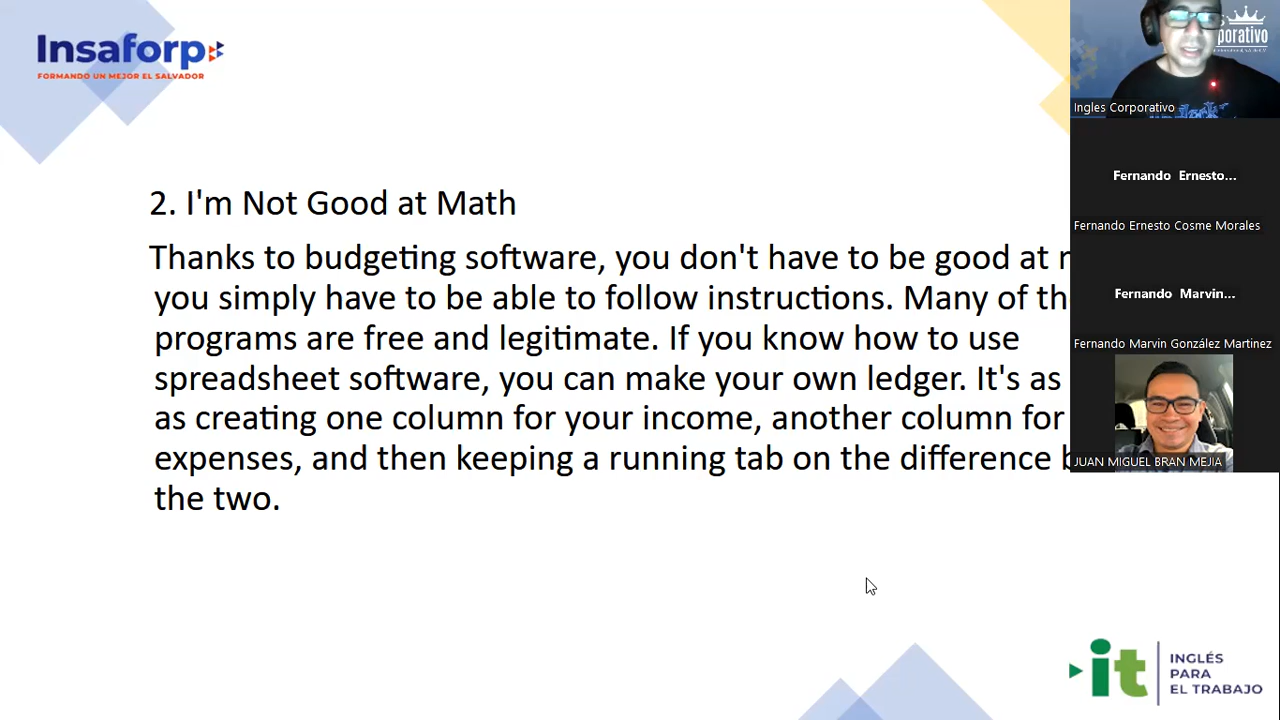 Insaforp
FORMANDO UN MEJOR EL SALVADOR
2. I'm Not Good at Math
Thanks to budgeting software, you don't have to be good at
you simply have to be able to follow instructions. Many of
programs are free and legitimate. If you know how to use
spreadsheet software, you can make your own ledger. It's as
as creating one column for your income, another column for
expenses, and then keeping a running tab on the difference
the two.
porativo
Ingles Corporativo
Fernando Ernesto...
Fernando Ernesto Cosme Morales
Fernando Marvin...
Fernando Marvin González Martinez
JUAN MIGUEL BRAN MEJIA
it
INGLÉS
PARA
EL TRABAJO